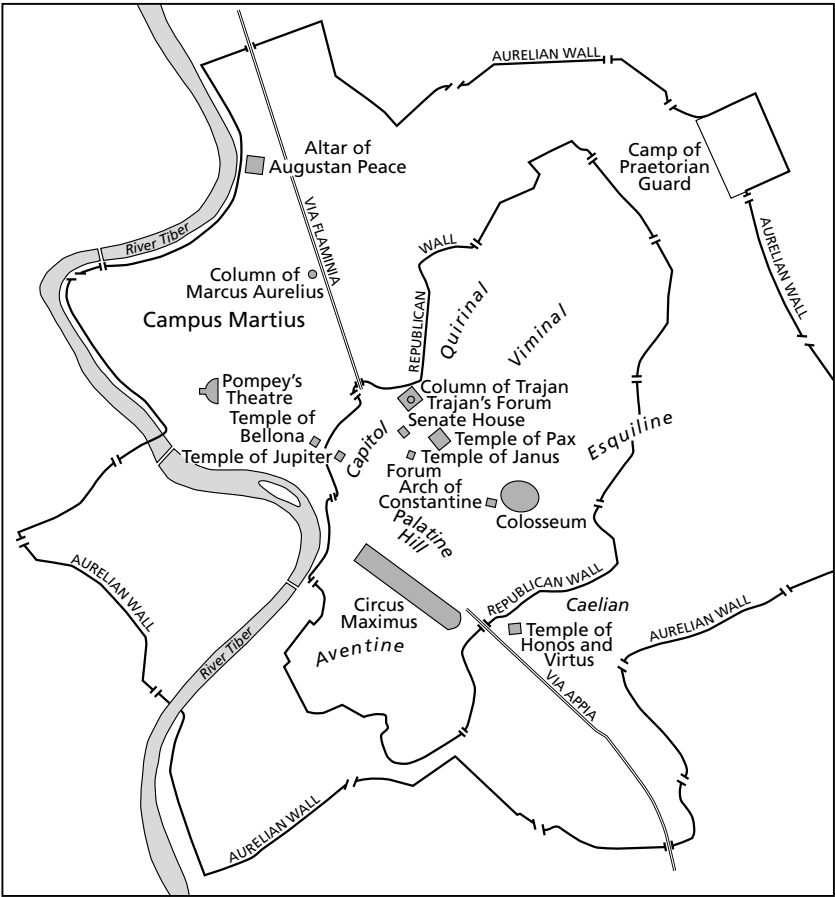 AURELIAN WALL
Altar of
Augustan Peace
Camp of
Praetorian
Guard
VIA FLAMINIA
River Tiber
AURELIAN WALL
WALL
REPUBLICAN
Column of
Marcus Aurelius
Campus Martius
Quirinal
Viminal
Pompey's
Theatre
Column of Trajan
Trajan's Forum
Senate House
Temple of
Bellona
Temple of Jupiter
Capitol
Temple of Pax
Temple of Janus
Esquiline
Forum
Arch of
Constantine
Colosseum
Palatine
Hill
AURELIAN WALL
Circus
Maximus
REPUBLICAN WALL
Caelian
AURELIAN WALL
Temple of
Honos and
Virtus
River Tiber
Aventine
VIA APPIA
AURELIAN WALL